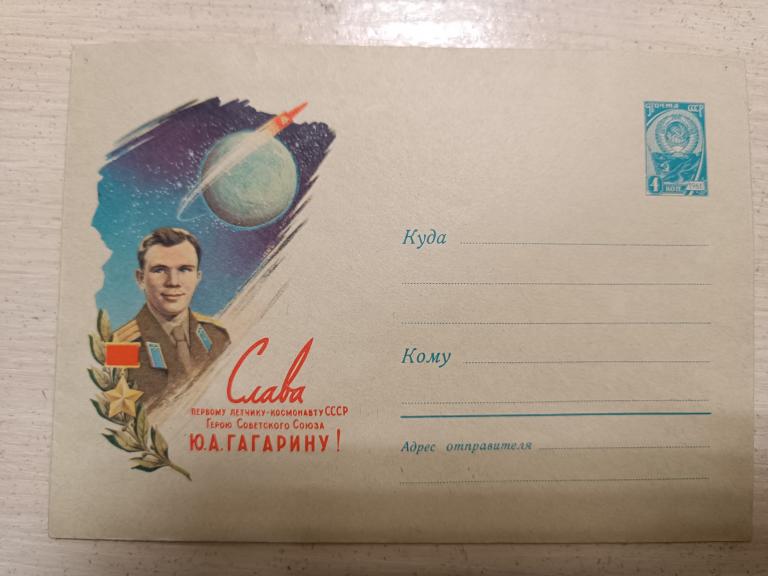 Слава
ПЕРВОМУ ЛЕТЧИКУ-КОСМОНАВТУ СССР
ГЕРОЮ СОВЕТСКОГО СОЮЗА
Ю.А.ГАГАРИНУ!
ПОЧТА СССР
4 КОП. 1961
Куда
Кому
Адрес отправителя